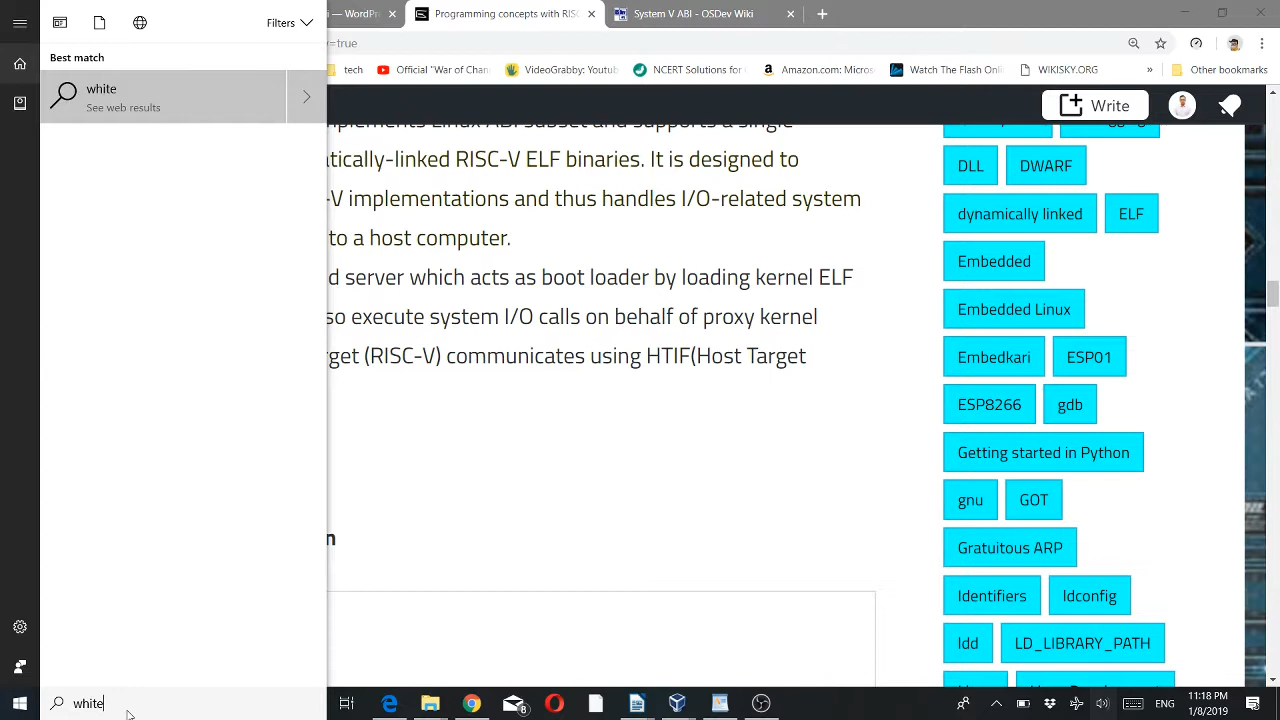 Filters
Best match
white
See web results
white
— WordPr
Programming concepts with RISC
System V ABI - OSDev Wiki
=true
tech
Official "War of Chan
VideoGrabby: Youtub
NCERT Solutions for
Amazon.com: Micros
Watch The Flash Onli
WIKISKY.ORG
»
Other bookmarks
Write
atically-linked RISC-V ELF binaries. It is designed to
-V implementations and thus handles I/O-related system
to a host computer.
d server which acts as boot loader by loading kernel ELF
so execute system I/O calls on behalf of proxy kernel
rget (RISC-V) communicates using HTIF(Host Target
n
DLL
DWARF
dynamically linked
ELF
Embedded
Embedded Linux
Embedkari
ESP01
ESP8266
gdb
Getting started in Python
gnu
GOT
Gratuitous ARP
Identifiers
ldconfig
ldd
LD_LIBRARY_PATH
8
ENG
11:18 PM
1/8/2019